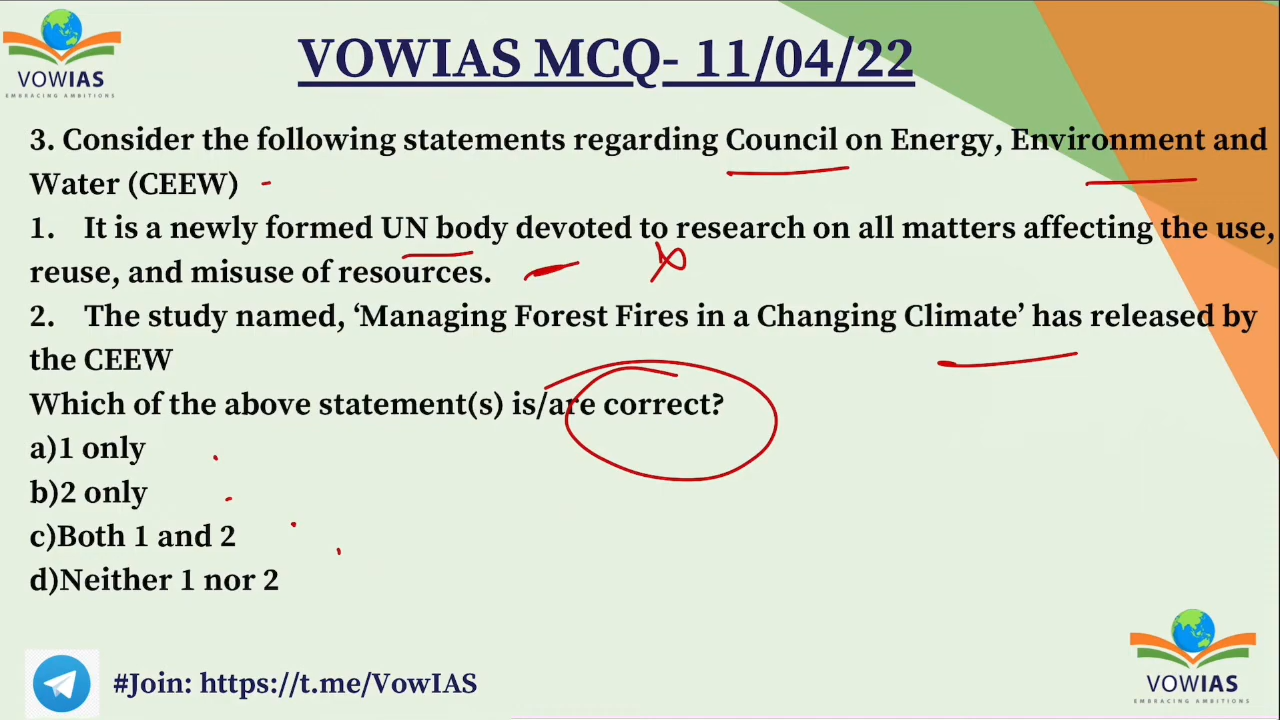 VOWIAS
EMBRACING AMBITIONS
VOWIAS MCQ- 11/04/22
3. Consider the following statements regarding Council on Energy, Environment and
Water (CEEW)
1. It is a newly formed UN body devoted to research on all matters affecting the use,
reuse, and misuse of resources.
2. The study named, ‘Managing Forest Fires in a Changing Climate’ has released by
the CEEW
Which of the above statement(s) is/are correct?
a)1 only
b)2 only
c)Both 1 and 2
d)Neither 1 nor 2
#Join: https://t.me/VowIAS
VOWIAS
EMBRACING AMBITIONS